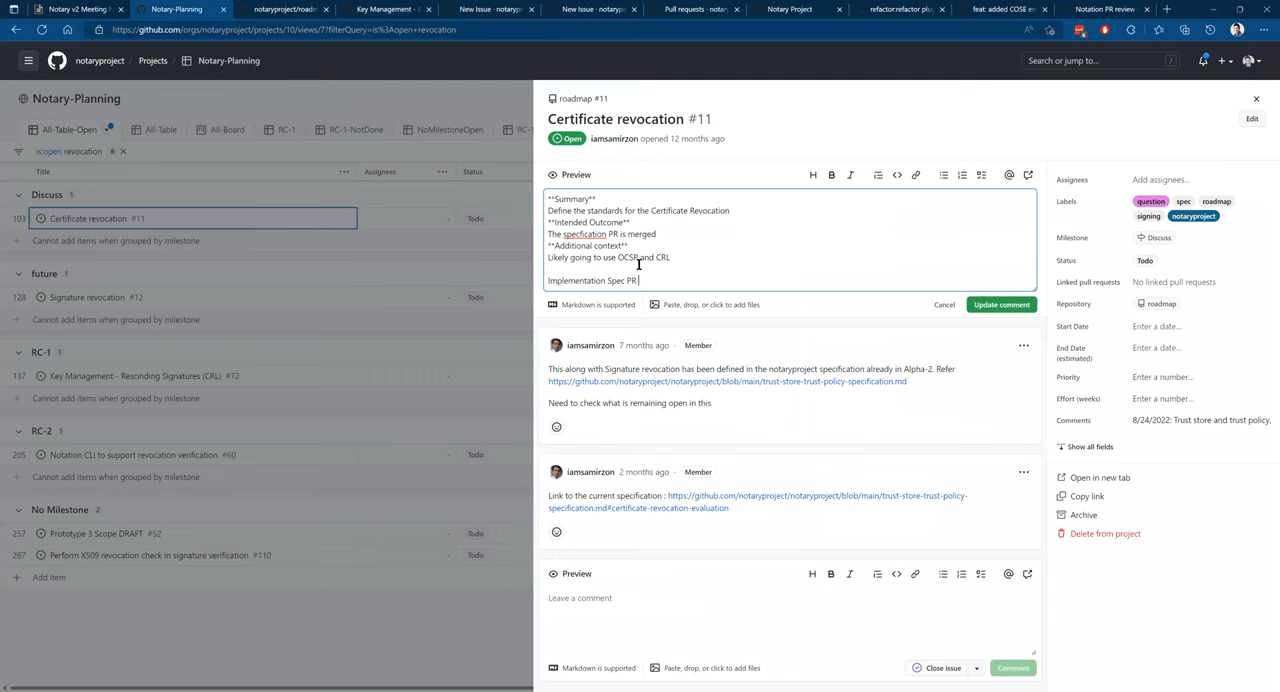 Notary v2 Meeting
Notary-Planning
notaryproject/roadm
Key Management -
New Issue · notaryp
New Issue · notaryp
Pull requests · nota
Notary Project
refactor:refactor plu
feat: added COSE en
Notation PR review
https://github.com/orgs/notaryproject/projects/10/views/7?filterQuery=is%3Aopen+revocation
notaryproject / Projects / Notary-Planning
Search or jump to...
/
Notary-Planning
All-Table-Open
All-Table
All-Board
RC-1
RC-1-NotDone
NoMilestoneOpen
is:open revocation 6
Title
Assignees
Status
Discuss 1
103 Certificate revocation #11 Todo
Cannot add items when grouped by milestone
future 1
128 Signature revocation #12 Todo
Cannot add items when grouped by milestone
RC-1 1
137 Key Management - Rescinding Signatures (CRL) #72 Todo
Cannot add items when grouped by milestone
RC-2 1
205 Notation CLI to support revocation verification #60 Todo
Cannot add items when grouped by milestone
No Milestone 2
257 Prototype 3 Scope DRAFT #52 Todo
267 Perform X509 revocation check in signature verification #110 Todo
Add item
roadmap #11
Certificate revocation #11
Edit
Open iamsamirzon opened 12 months ago
Preview
**Summary**
Define the standards for the Certificate Revocation
**Intended Outcome**
The specfication PR is merged
**Additional context**
Likely going to use OCSP and CRL
Implementation Spec PR
Markdown is supported
Paste, drop, or click to add files
Cancel
Update comment
iamsamirzon 7 months ago · Member
This along with Signature revocation has been defined in the notaryproject specification already in Alpha-2. Refer
https://github.com/notaryproject/notaryproject/blob/main/trust-store-trust-policy-specification.md
Need to check what is remaining open in this
iamsamirzon 2 months ago · Member
Link to the current specification : https://github.com/notaryproject/notaryproject/blob/main/trust-store-trust-policy-
specification.md#certificate-revocation-evaluation
Preview
Leave a comment
Markdown is supported
Paste, drop, or click to add files
Close issue
Comment
Assignees Add assignees...
Labels question spec roadmap
signing notaryproject
Milestone Discuss
Status Todo
Linked pull requests No linked pull requests
Repository roadmap
Start Date Enter a date...
End Date
(estimated) Enter a date...
Priority Enter a number...
Effort (weeks) Enter a number...
Comments 8/24/2022: Trust store and trust policy,
Show all fields
Open in new tab
Copy link
Archive
Delete from project